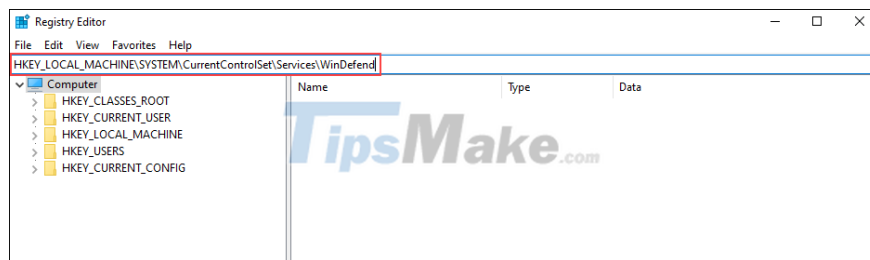 Registry Editor
File Edit View Favorites Help
HKEY_LOCAL_MACHINE\SYSTEM\CurrentControlSet\Services\WinDefend
Computer
HKEY_CLASSES_ROOT
HKEY_CURRENT_USER
HKEY_LOCAL_MACHINE
HKEY_USERS
HKEY_CURRENT_CONFIG
Name Type Data
TipsMake.com